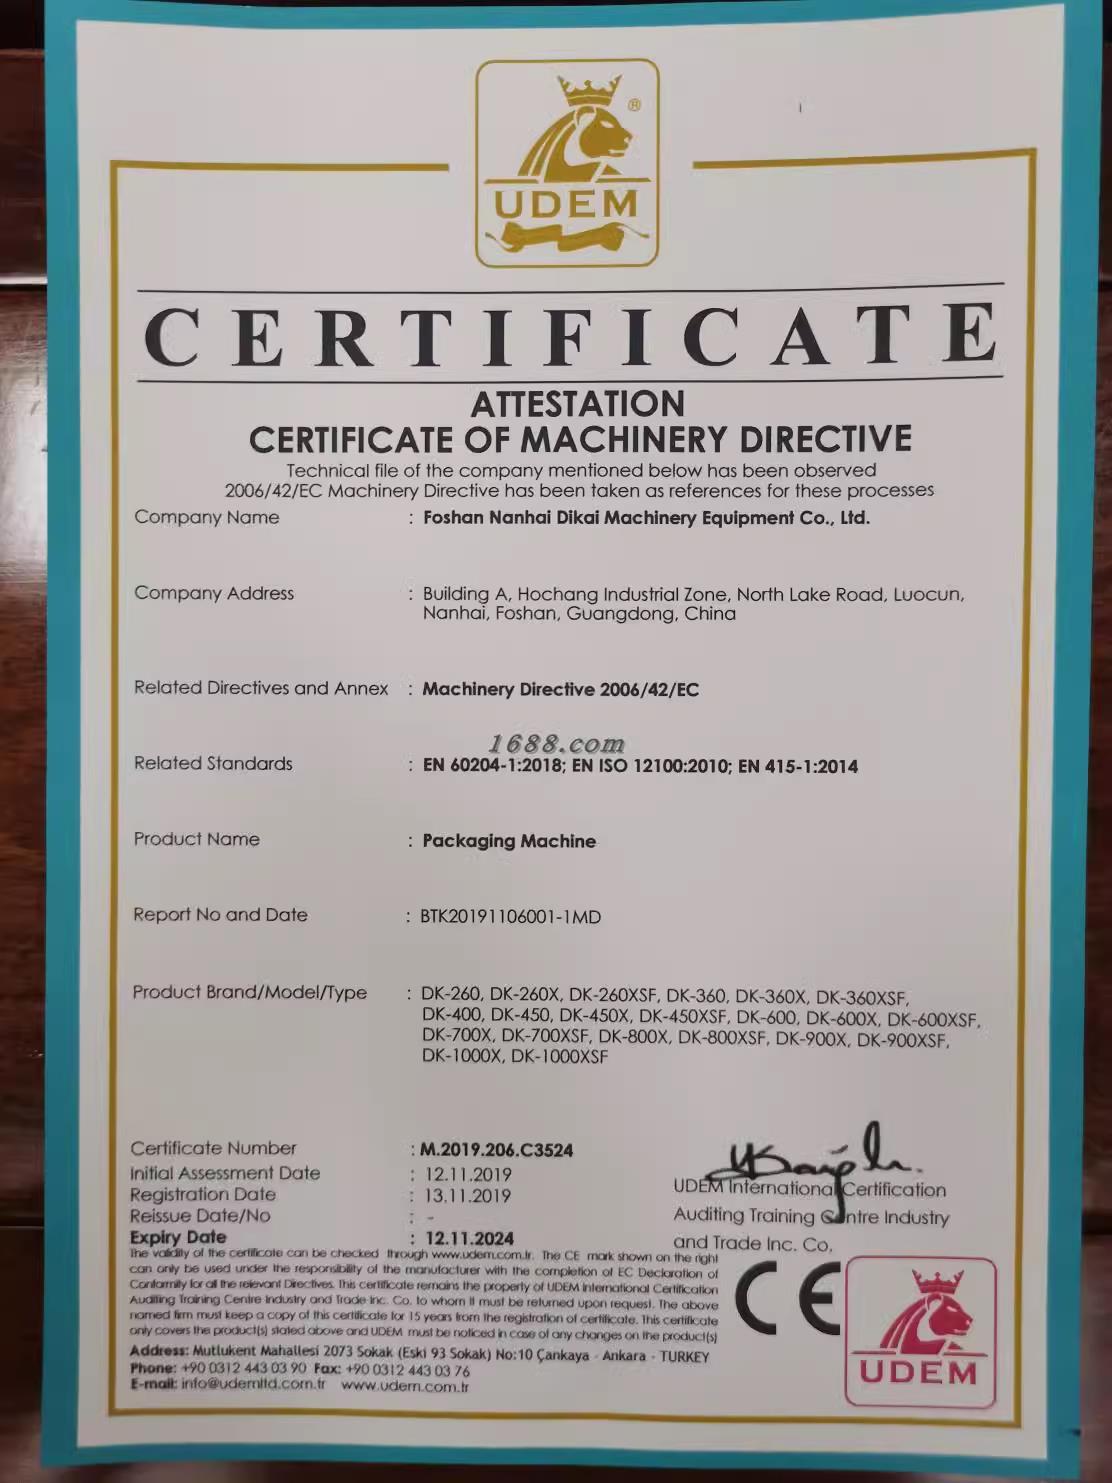 UDEM
®
CERTIFICATE
ATTESTATION
CERTIFICATE OF MACHINERY DIRECTIVE
Technical file of the company mentioned below has been observed
2006/42/EC Machinery Directive has been taken as references for these processes
Company Name : Foshan Nanhai Dikai Machinery Equipment Co., Ltd.
Company Address : Building A, Hochang Industrial Zone, North Lake Road, Luocun,
Nanhai, Foshan, Guangdong, China
Related Directives and Annex : Machinery Directive 2006/42/EC
1688.com
Related Standards : EN 60204-1:2018; EN ISO 12100:2010; EN 415-1:2014
Product Name : Packaging Machine
Report No and Date : BTK20191106001-1MD
Product Brand/Model/Type : DK-260, DK-260X, DK-260XSF, DK-360, DK-360X, DK-360XSF,
DK-400, DK-450, DK-450X, DK-450XSF, DK-600, DK-600X, DK-600XSF,
DK-700X, DK-700XSF, DK-800X, DK-800XSF, DK-900X, DK-900XSF,
DK-1000X, DK-1000XSF
Certificate Number : M.2019.206.C3524
Initial Assessment Date : 12.11.2019
Registration Date : 13.11.2019
Reissue Date/No : -
Expiry Date : 12.11.2024
UDEM International Certification
Auditing Training Centre Industry
and Trade Inc. Co.
The validity of the certificate can be checked through www.udem.com.tr. The CE mark shown on the right
can only be used under the responsibility of the manufacturer with the completion of EC Declaration of
Conformity for all the relevant Directives. This certificate remains the property of UDEM International Certification
Auditing Training Centre Industry and Trade Inc. Co. to whom it must be returned upon request. The above
named firm must keep a copy of this certificate for 15 years from the registration of certificate. This certificate
only covers the product(s) stated above and UDEM must be noticed in case of any changes on the product(s)
Address: Mutlukent Mahallesi 2073 Sokak (Eski 93 Sokak) No:10 Çankaya - Ankara - TURKEY
Phone: +90 0312 443 03 90 Fax: +90 0312 443 03 76
E-mail: info@udemltd.com.tr www.udem.com.tr
CE
UDEM